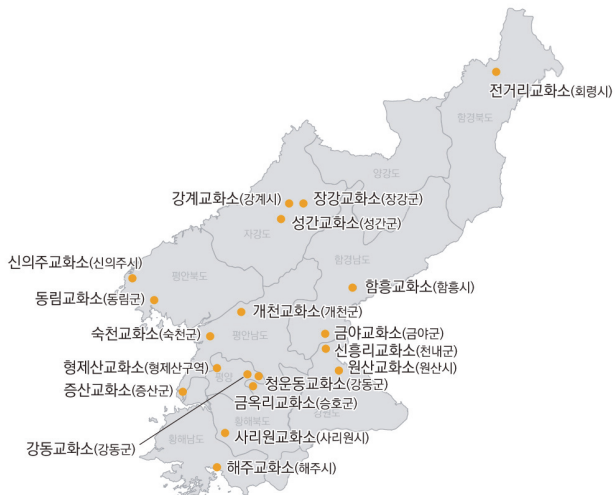 전거리교화소(회령시)
함경북도
양강도
강계교화소(강계시)
장강교화소(장강군)
성간교화소(성간군)
자강도
함경남도
신의주교화소(신의주시)
평안북도
함흥교화소(함흥시)
동림교화소(동림군)
개천교화소(개천군)
숙천교화소(숙천군)
평안남도
금야교화소(금야군)
신흥리교화소(천내군)
형제산교화소(형제산구역)
원산교화소(원산시)
평양
청운동교화소(강동군)
증산교화소(증산군)
금옥리교화소(승호군)
강원도
황해북도
강동교화소(강동군)
황해남도
사리원교화소(사리원시)
해주교화소(해주시)